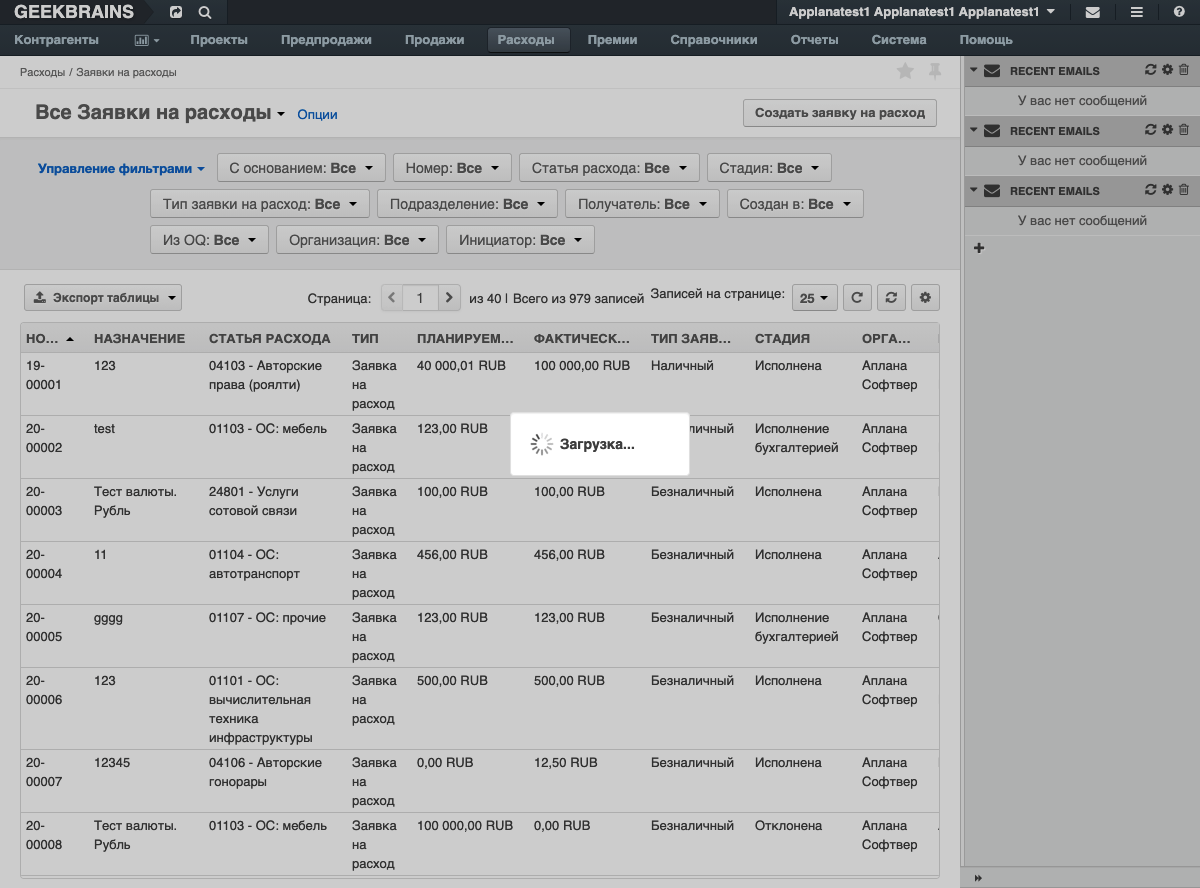 GEEKBRAINS
Applanatest1 Applanatest1 Applanatest1
Контрагенты Проекты Предпродажи Продажи Расходы Премии Справочники Отчеты Система Помощь
Расходы / Заявки на расходы
Все Заявки на расходы Опции Создать заявку на расход
Управление фильтрами С основанием: Все Номер: Все Статья расхода: Все Стадия: Все
Тип заявки на расход: Все Подразделение: Все Получатель: Все Создан в: Все
Из OQ: Все Организация: Все Инициатор: Все
Экспорт таблицы Страница: 1 из 40 | Всего из 979 записей Записей на странице: 25
НО... НАЗНАЧЕНИЕ СТАТЬЯ РАСХОДА ТИП ПЛАНИРУЕМ... ФАКТИЧЕСК... ТИП ЗАЯВ... СТАДИЯ ОРГА...
19- 123 04103 - Авторские Заявка 40 000,01 RUB 100 000,00 RUB Наличный Исполнена Аплана
00001 права (роялти) на Софтвер
расход
20- test 01103 - ОС: мебель Заявка 123,00 RUB личный Исполнение Аплана
00002 на бухгалтерией Софтвер
расход
Загрузка...
20- Тест валюты. 24801 - Услуги Заявка 100,00 RUB 100,00 RUB Безналичный Исполнена Аплана
00003 Рубль сотовой связи на Софтвер
расход
20- 11 01104 - ОС: Заявка 456,00 RUB 456,00 RUB Безналичный Исполнена Аплана
00004 автотранспорт на Софтвер
расход
20- gggg 01107 - ОС: прочие Заявка 123,00 RUB 123,00 RUB Безналичный Исполнение Аплана
00005 на бухгалтерией Софтвер
расход
20- 123 01101 - ОС: Заявка 500,00 RUB 500,00 RUB Безналичный Исполнена Аплана
00006 вычислительная на Софтвер
техника расход
инфраструктуры
20- 12345 04106 - Авторские Заявка 0,00 RUB 12,50 RUB Безналичный Исполнена Аплана
00007 гонорары на Софтвер
расход
20- Тест валюты. 01103 - ОС: мебель Заявка 100 000,00 RUB 0,00 RUB Безналичный Отклонена Аплана
00008 Рубль на Софтвер
расход
RECENT EMAILS
У вас нет сообщений
RECENT EMAILS
У вас нет сообщений
RECENT EMAILS
У вас нет сообщений